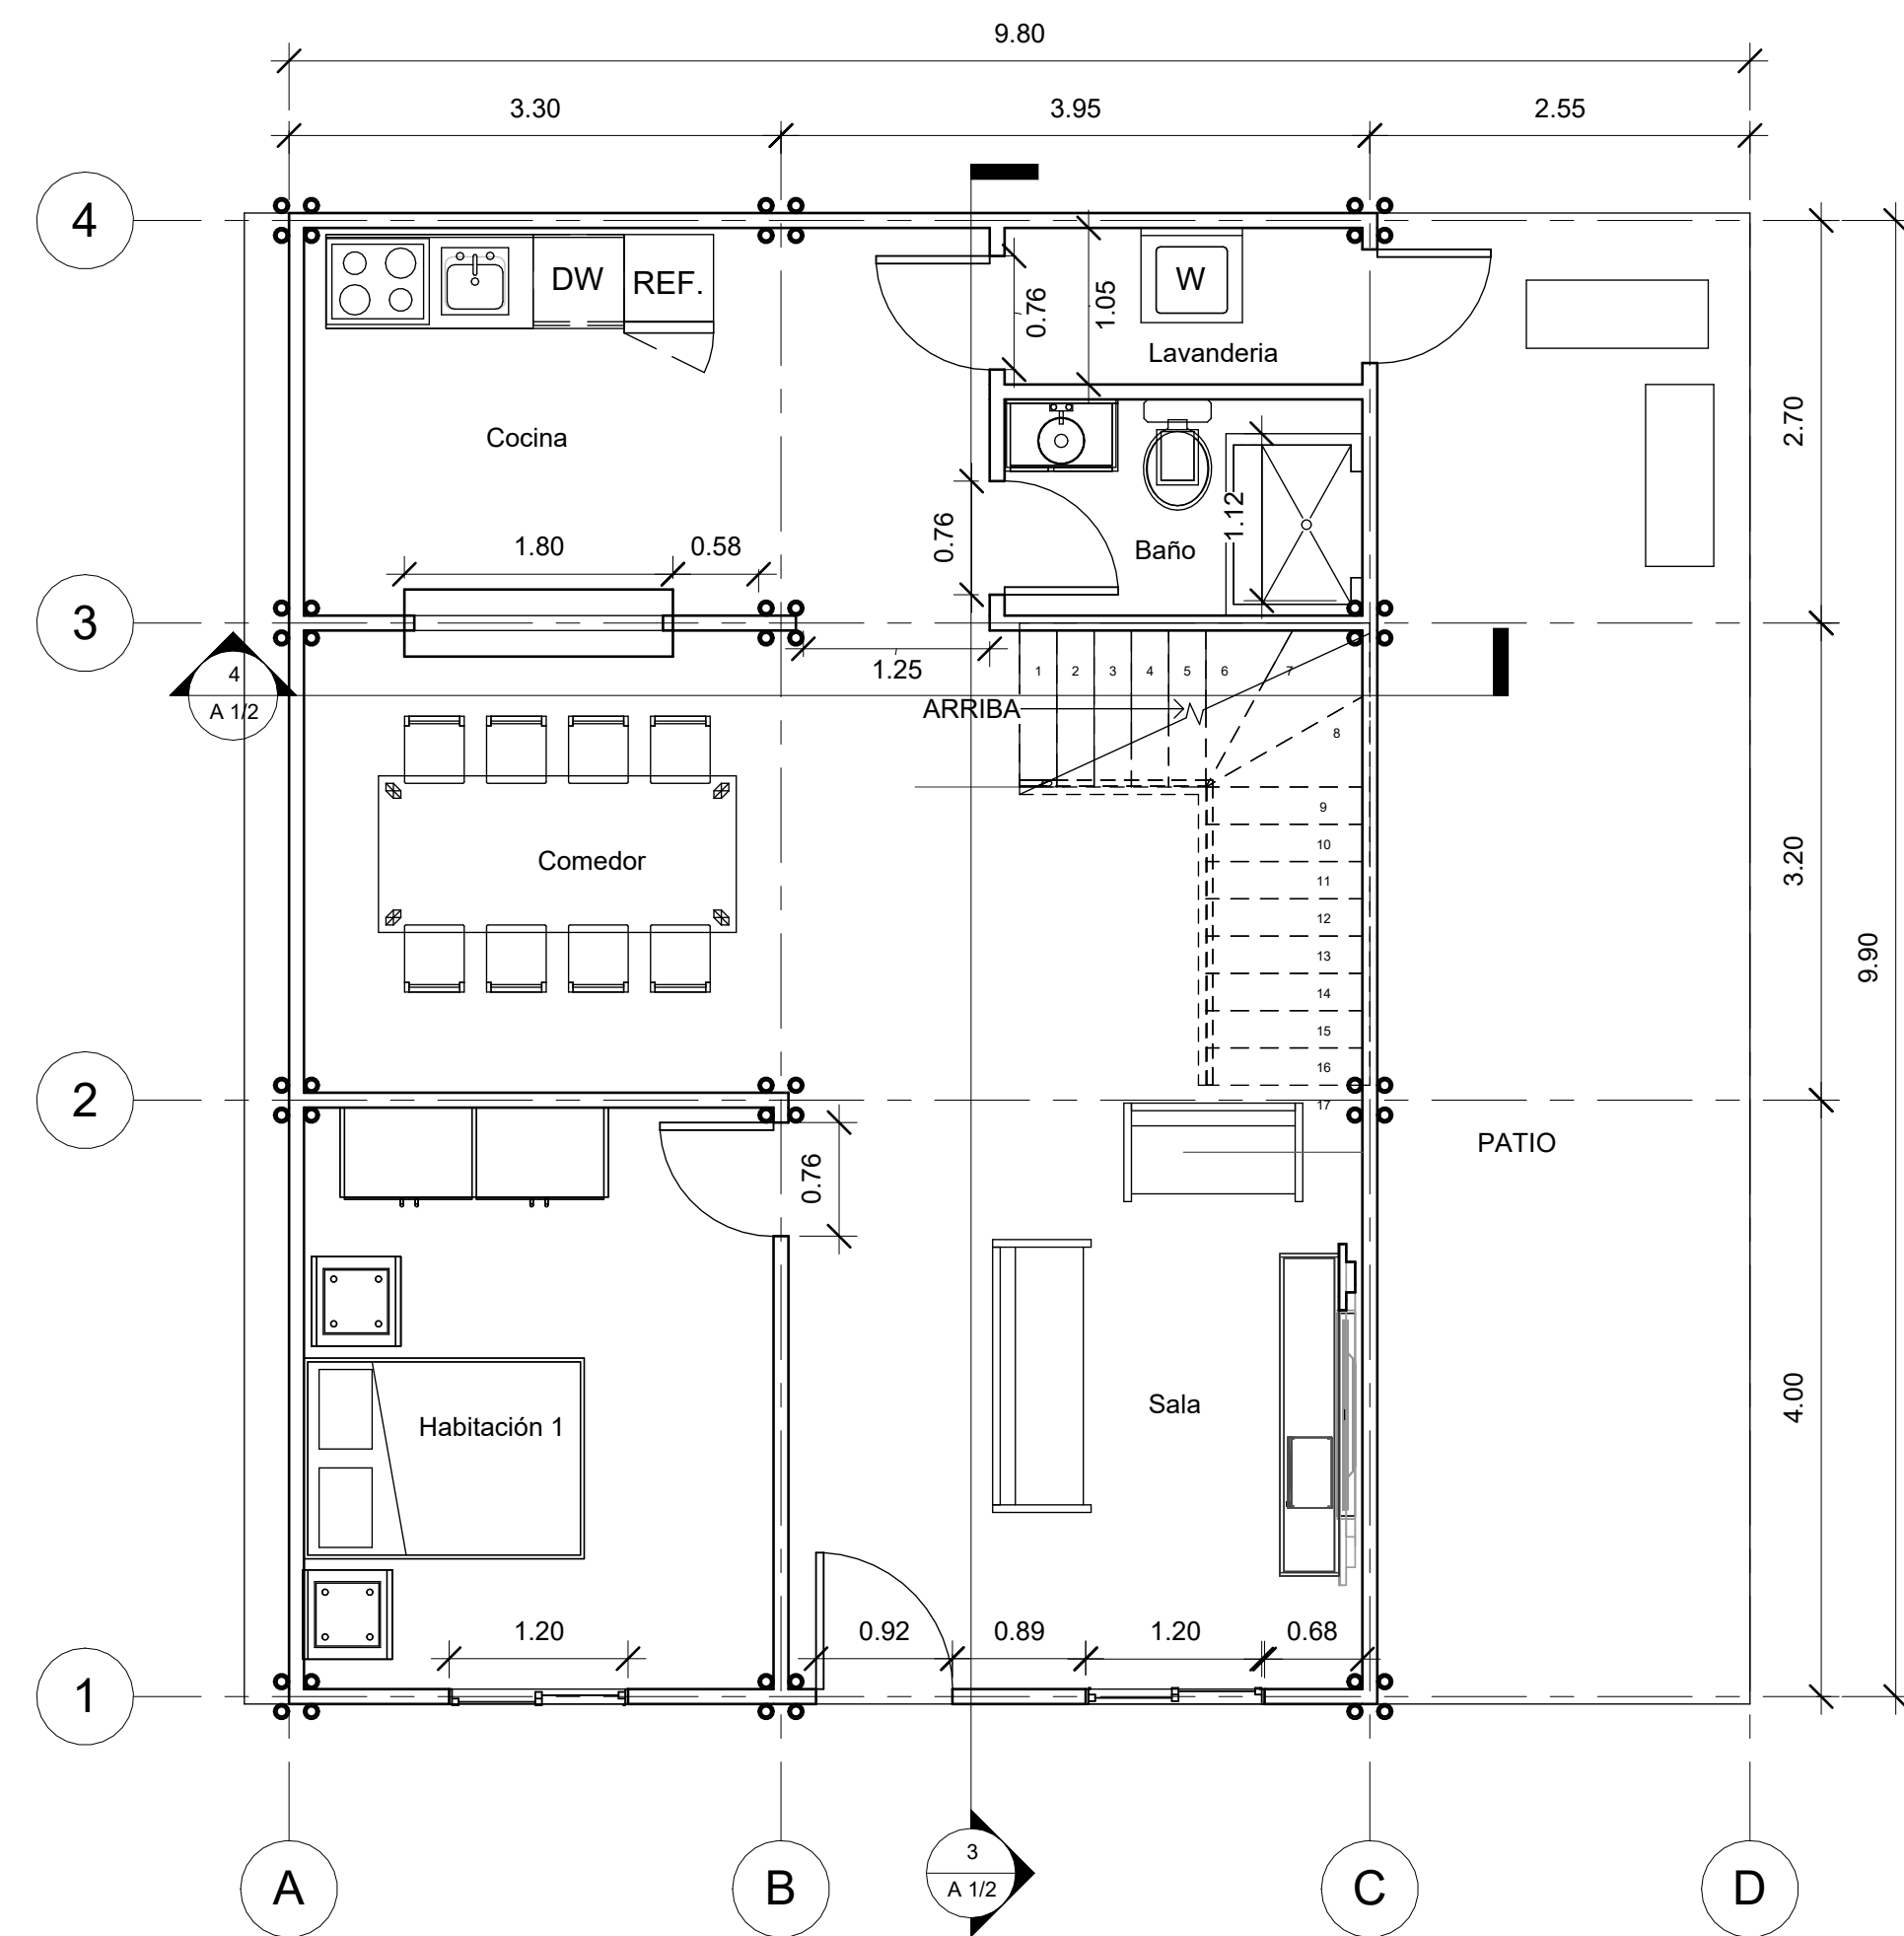 9.80
3.30
3.95
2.55
4
DW
REF.
W
0.76
1.05
Lavanderia
Cocina
2.70
1.12
0.76
Baño
1.80
0.58
3
1.25
4
A 1/2
1
2
3
4
5
6
7
ARRIBA
8
9
10
11
12
13
14
15
16
17
Comedor
3.20
9.90
2
PATIO
0.76
Sala
4.00
Habitación 1
1.20
0.92
0.89
1.20
0.68
1
3
A 1/2
A
B
C
D